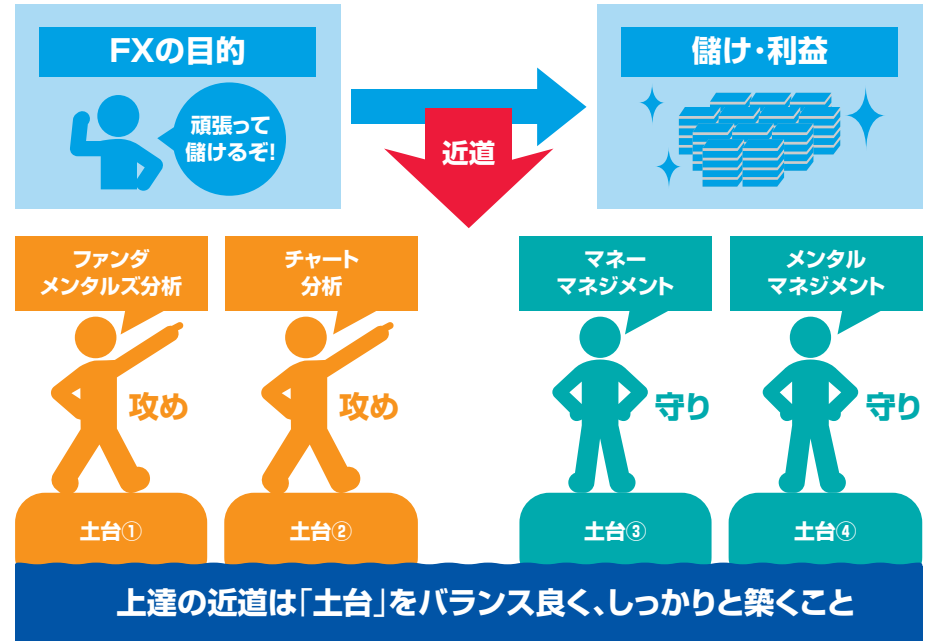 FXの目的
頑張って
儲けるぞ!
近道
儲け・利益
ファンダ
メンタルズ分析
チャート
分析
マネー
マネジメント
メンタル
マネジメント
攻め
攻め
守り
守り
土台①
土台②
土台③
土台④
上達の近道は「土台」をバランス良く、しっかりと築くこと